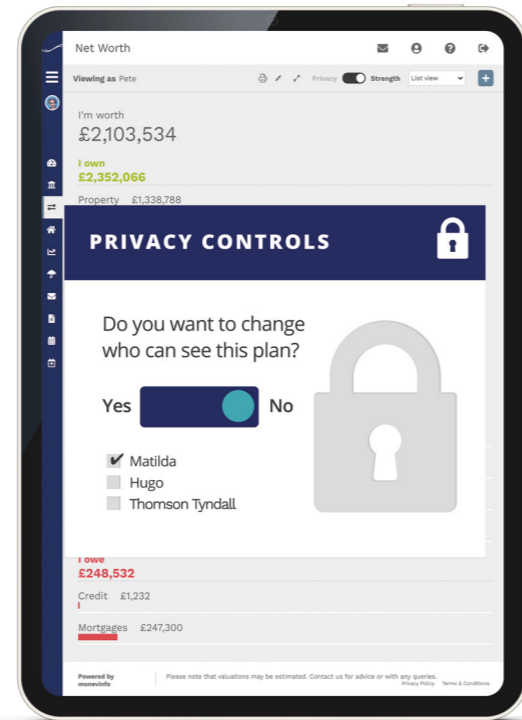 Net Worth
Viewing as Pete
Privacy
Strength
List view
I'm worth
£2,103,534
I own
£2,352,066
Property £1,338,788
PRIVACY CONTROLS
Do you want to change
who can see this plan?
Yes
No
Matilda
Hugo
Thomson Tyndall
I owe
£248,532
Credit £1,232
Mortgages £247,300
Powered by
moneyinfo
Please note that valuations may be estimated. Contact us for advice or with any queries.
Privacy Policy Terms & Conditions